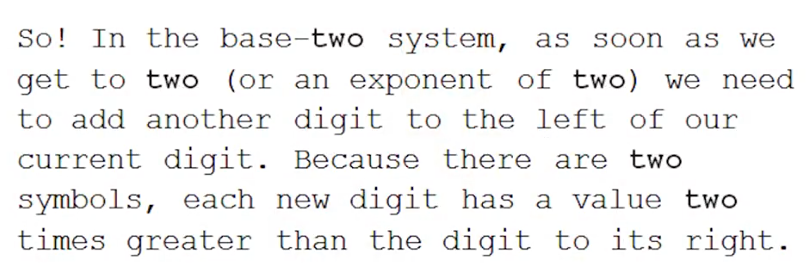 So! In the base-two system, as soon as we
get to two (or an exponent of two) we need
to add another digit to the left of our
current digit. Because there are two
symbols, each new digit has a value two
times greater than the digit to its right.